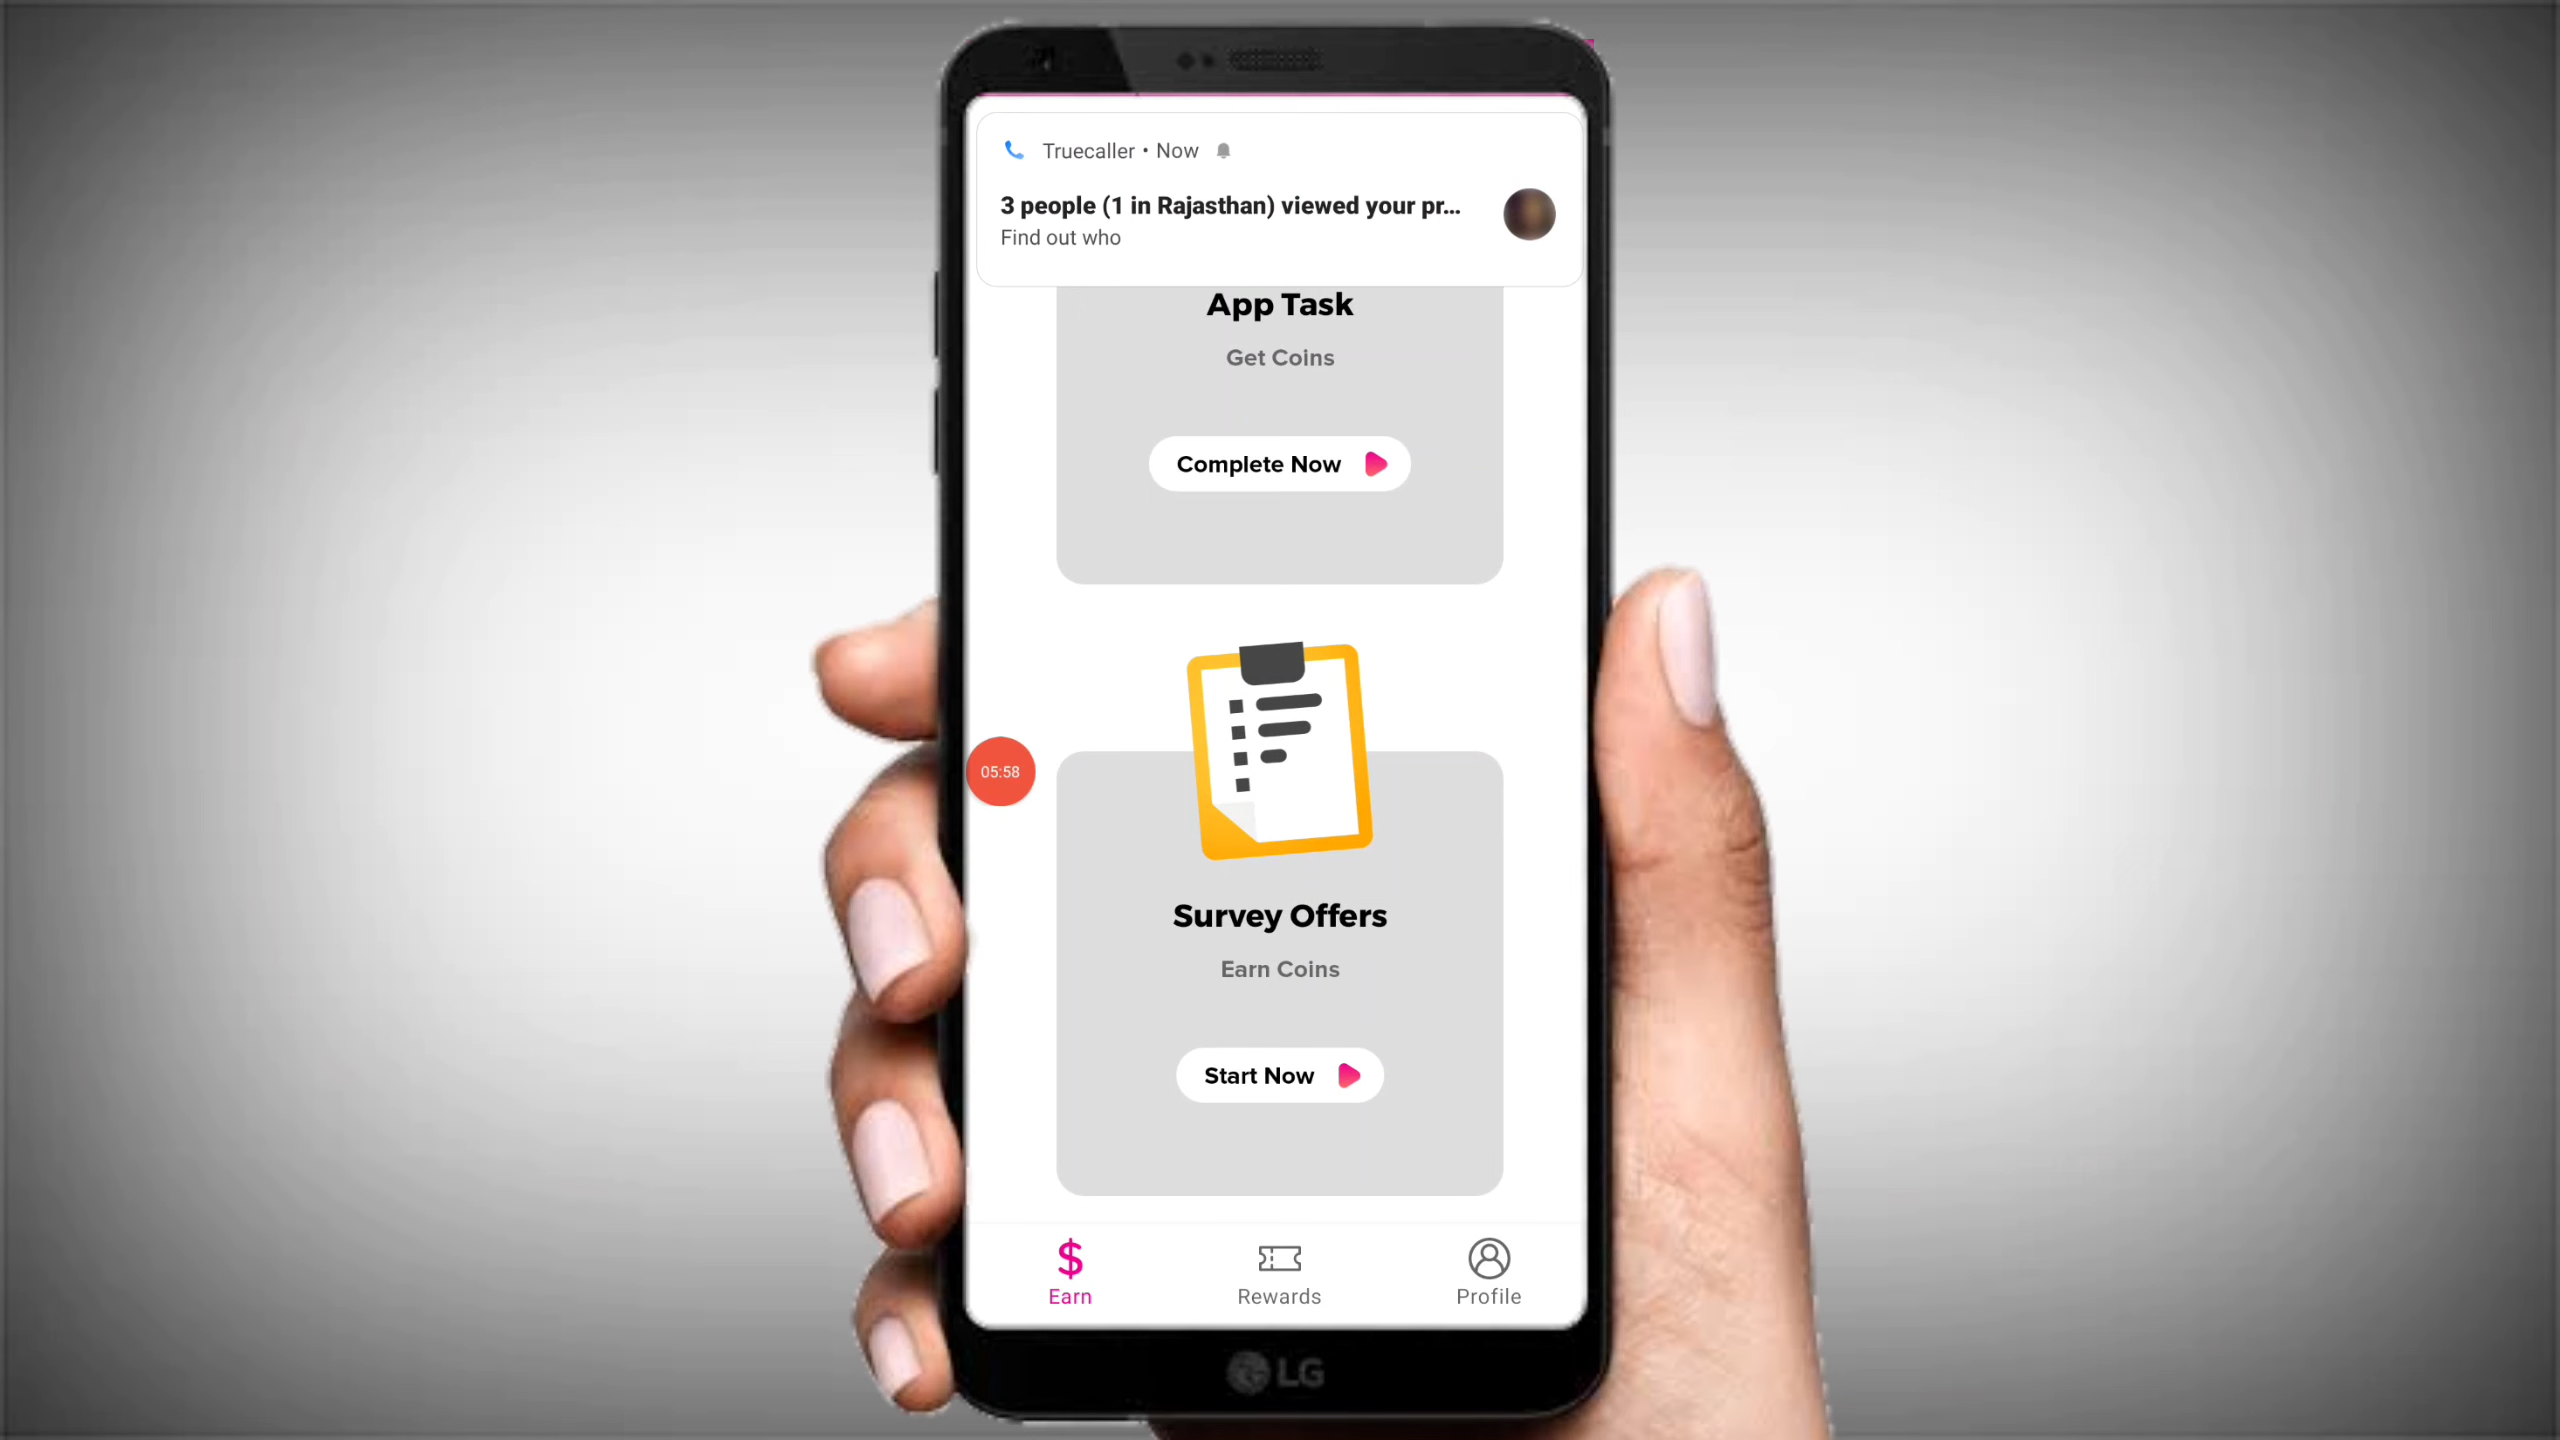 Truecaller • Now
3 people (1 in Rajasthan) viewed your pr...
Find out who
App Task
Get Coins
Complete Now
05:58
Survey Offers
Earn Coins
Start Now
Earn
Rewards
Profile
LG